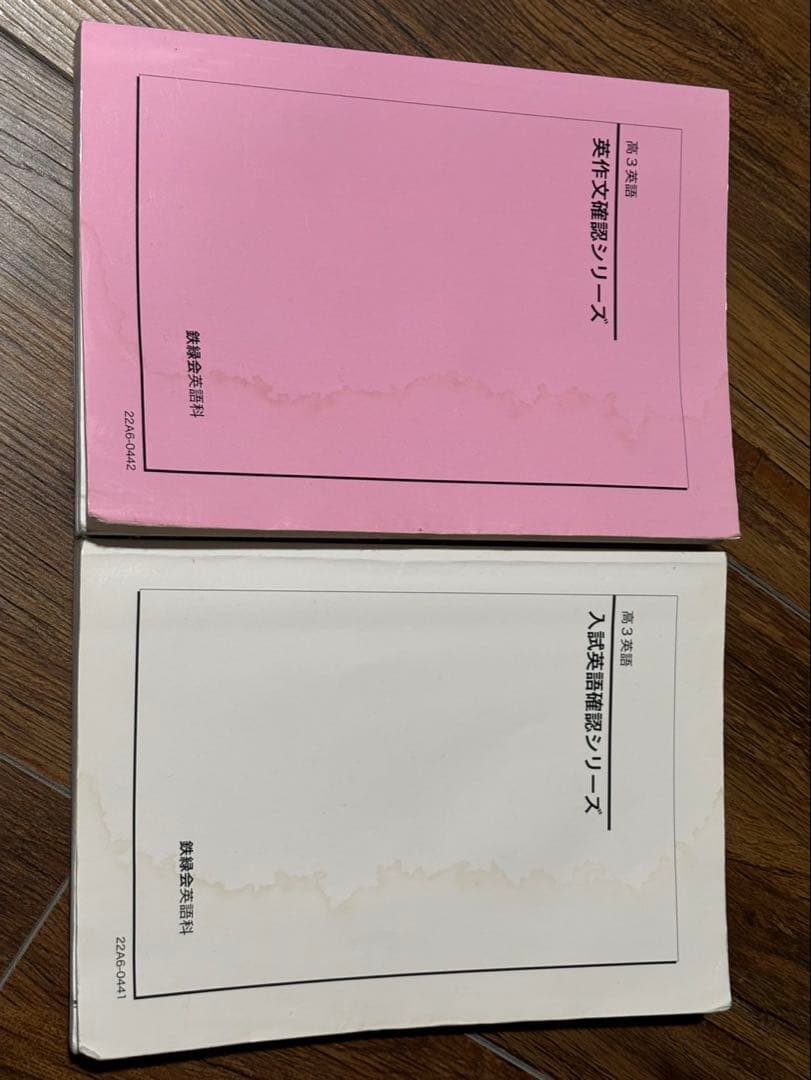 高3英語
英作文確認シリーズ
鉄緑会英語科
22A6-0442
高3英語
入試英語確認シリーズ
鉄緑会英語科
22A6-0441